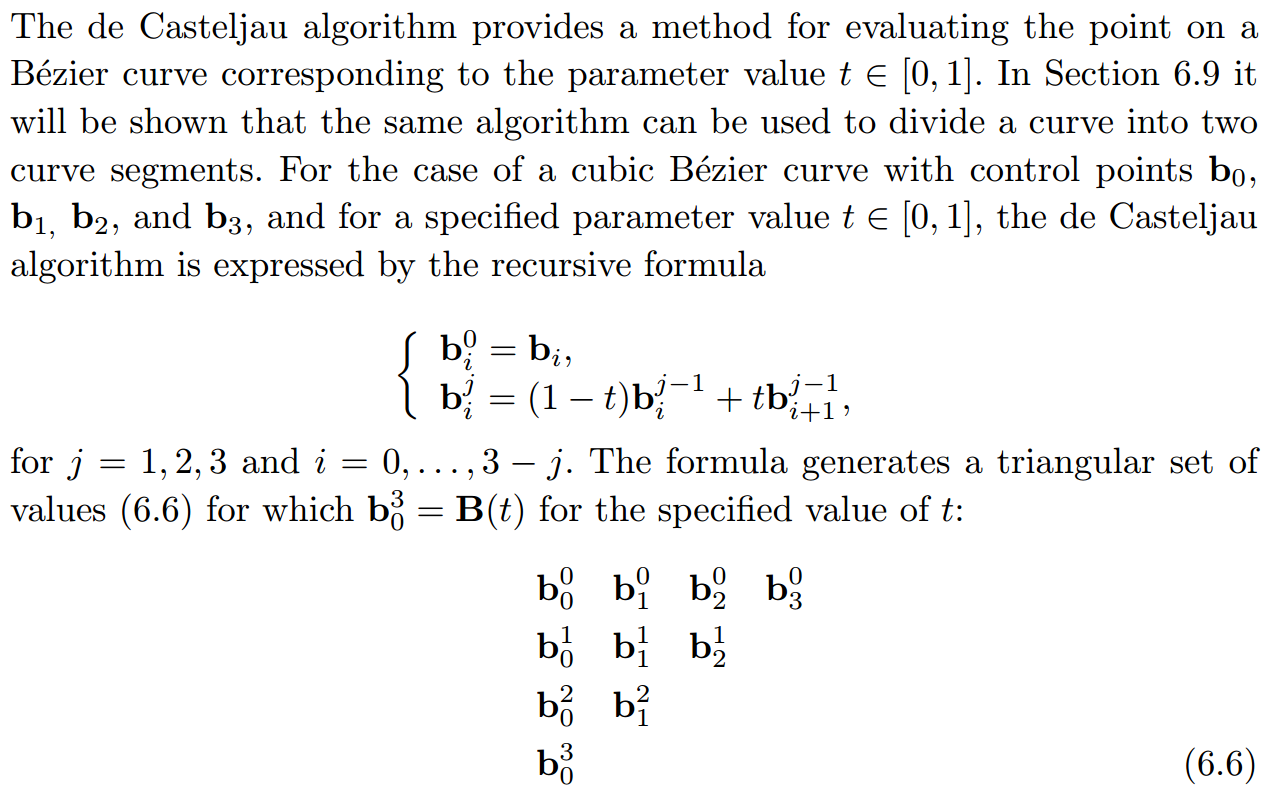 The de Casteljau algorithm provides a method for evaluating the point on a
Bézier curve corresponding to the parameter value t ∈ [0, 1]. In Section 6.9 it
will be shown that the same algorithm can be used to divide a curve into two
curve segments. For the case of a cubic Bézier curve with control points b₀,
b₁, b₂, and b₃, and for a specified parameter value t ∈ [0, 1], the de Casteljau
algorithm is expressed by the recursive formula
{ b_i^0 = b_i,
b_i^j = (1 − t)b_i^{j−1} + tb_{i+1}^{j−1},
for j = 1, 2, 3 and i = 0, . . . , 3 − j. The formula generates a triangular set of
values (6.6) for which b_0^3 = B(t) for the specified value of t:
b_0^0 b_1^0 b_2^0 b_3^0
b_0^1 b_1^1 b_2^1
b_0^2 b_1^2
b_0^3 (6.6)